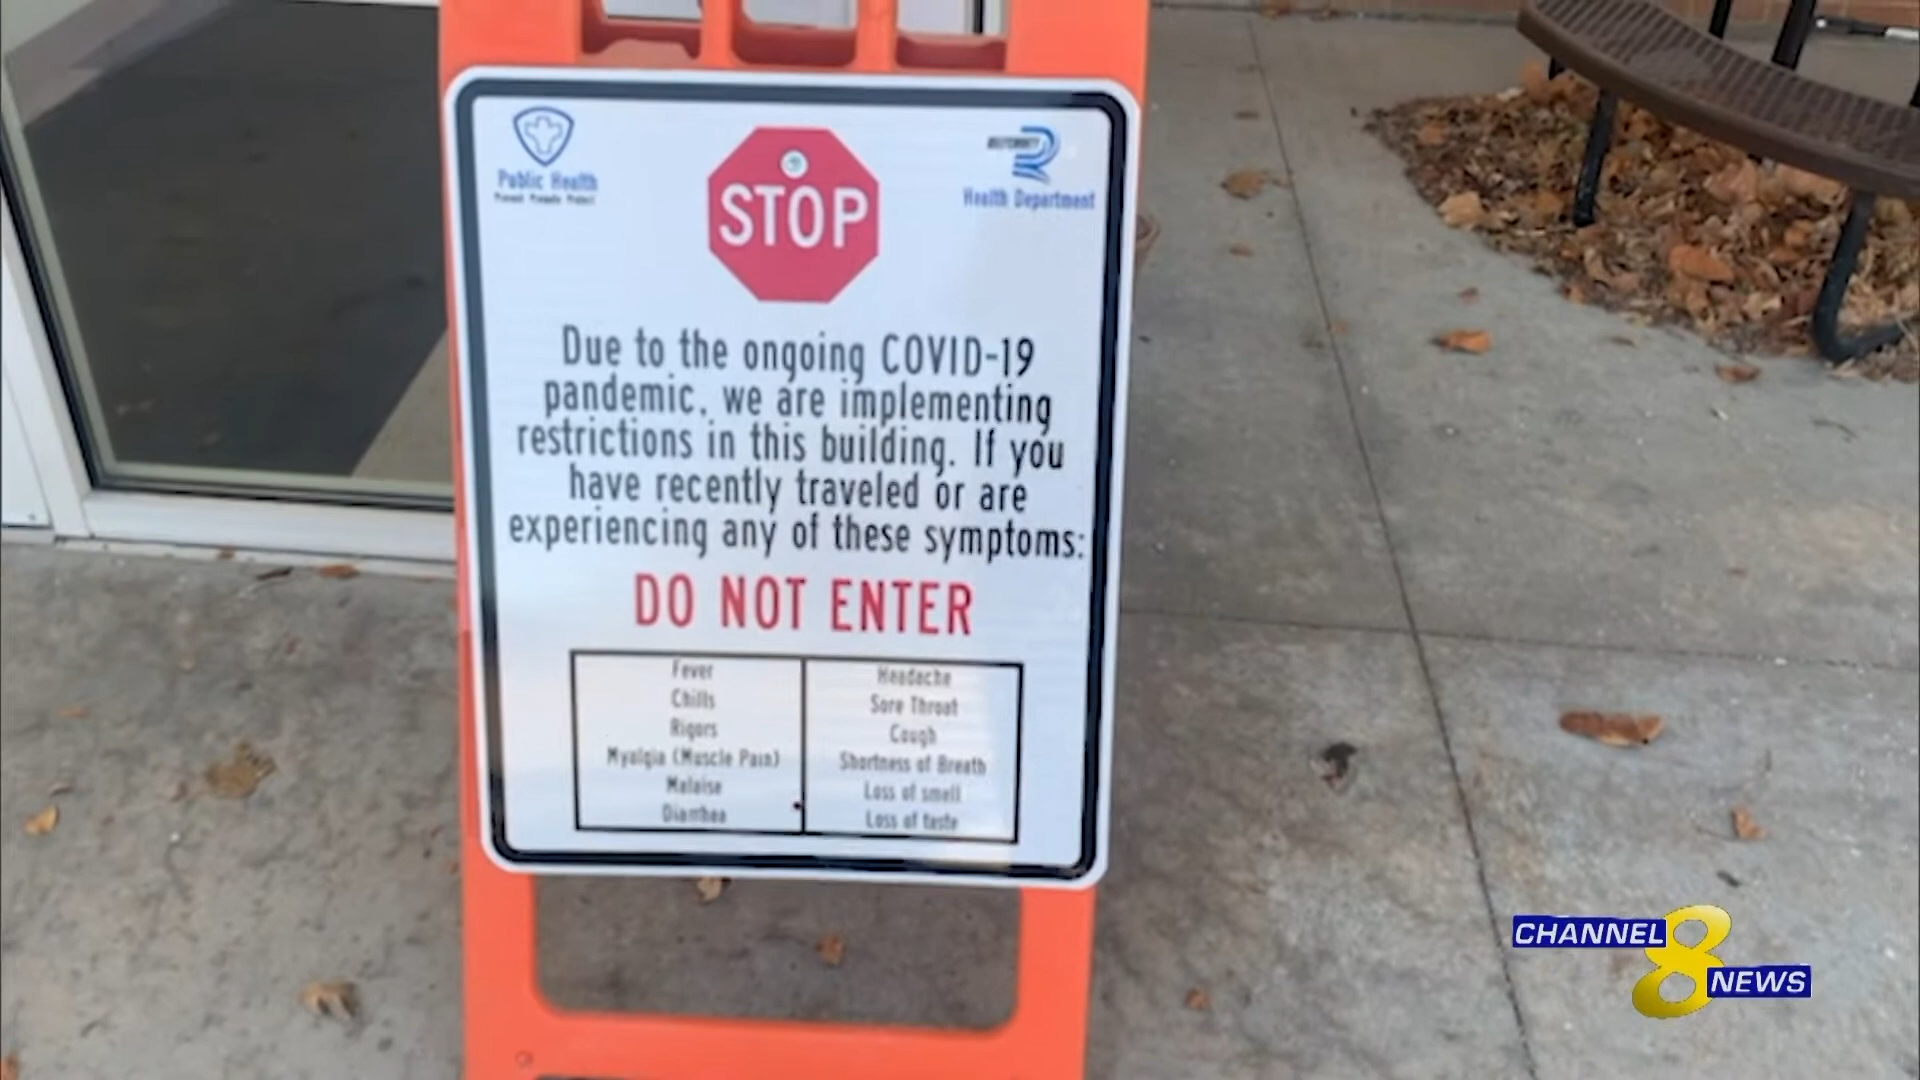 Public Health
Prevent Promote Protect
STOP
Health Department
Due to the ongoing COVID-19
pandemic, we are implementing
restrictions in this building. If you
have recently traveled or are
experiencing any of these symptoms:
DO NOT ENTER
Fever
Chills
Rigors
Myalgia (Muscle Pain)
Malaise
Diarrhea
Headache
Sore Throat
Cough
Shortness of Breath
Loss of smell
Loss of taste
CHANNEL 8
NEWS